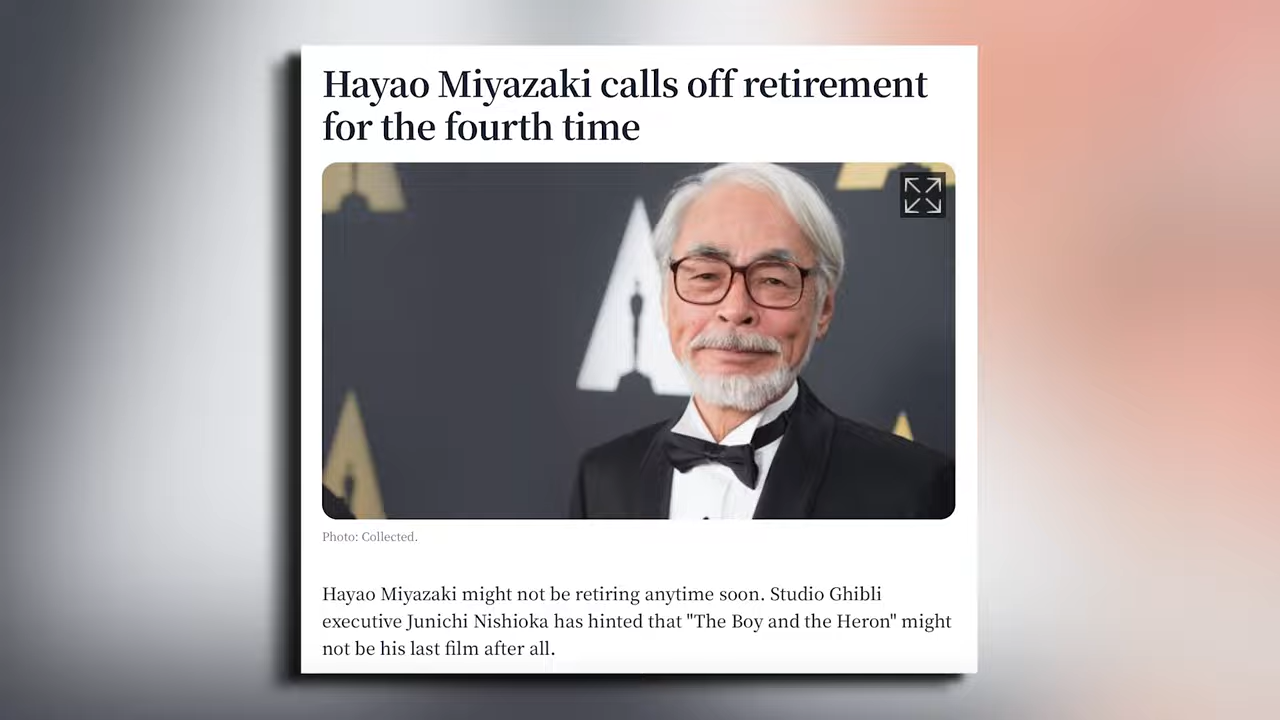 Hayao Miyazaki calls off retirement
for the fourth time
Photo: Collected.
Hayao Miyazaki might not be retiring anytime soon. Studio Ghibli
executive Junichi Nishioka has hinted that "The Boy and the Heron" might
not be his last film after all.